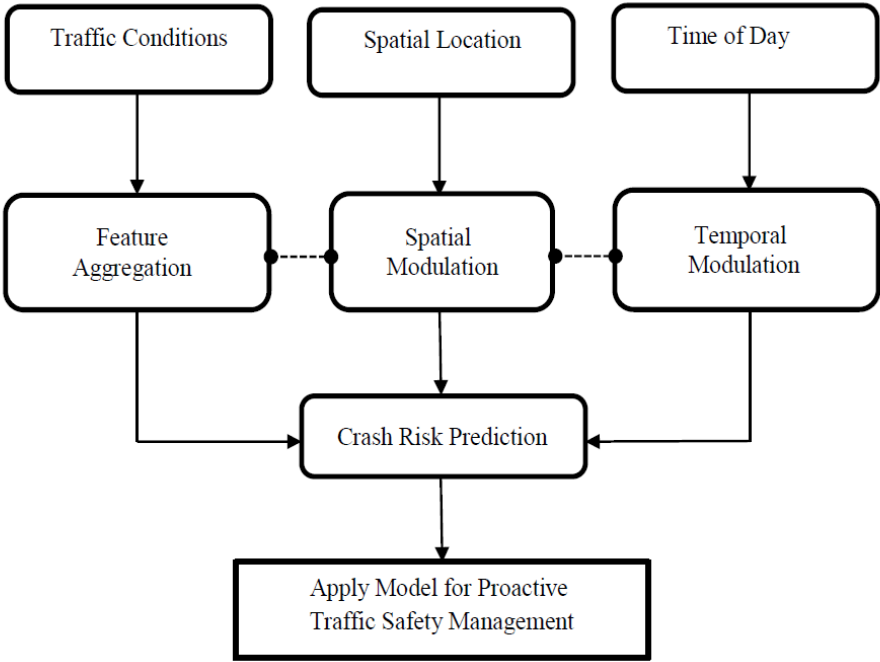 Traffic Conditions
Spatial Location
Time of Day
Feature
Aggregation
Spatial
Modulation
Temporal
Modulation
Crash Risk Prediction
Apply Model for Proactive
Traffic Safety Management